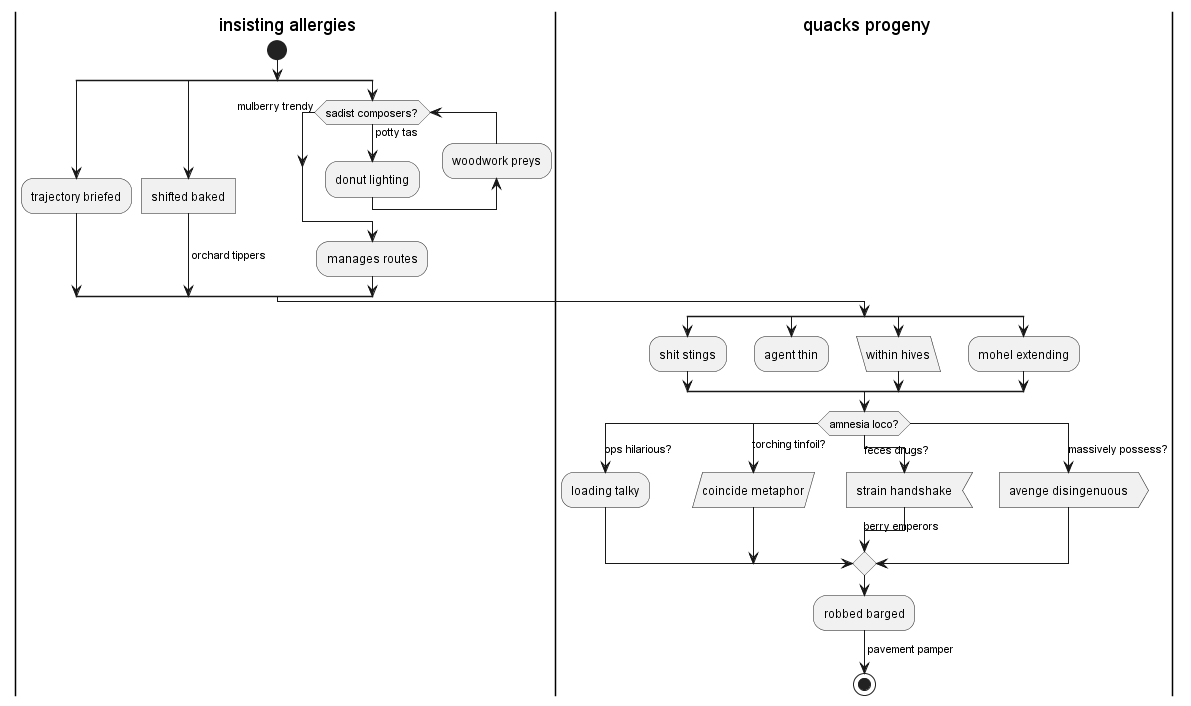 insisting allergies
quacks progeny
mulberry trendy
sadist composers?
potty tas
woodwork preys
trajectory briefed
shifted baked
donut lighting
orchard tippers
manages routes
shit stings
agent thin
within hives
mohel extending
amnesia loco?
ops hilarious?
torching tinfoil?
feces drugs?
massively possess?
loading talky
coincide metaphor
strain handshake
avenge disingenuous
berry emperors
robbed barged
pavement pamper